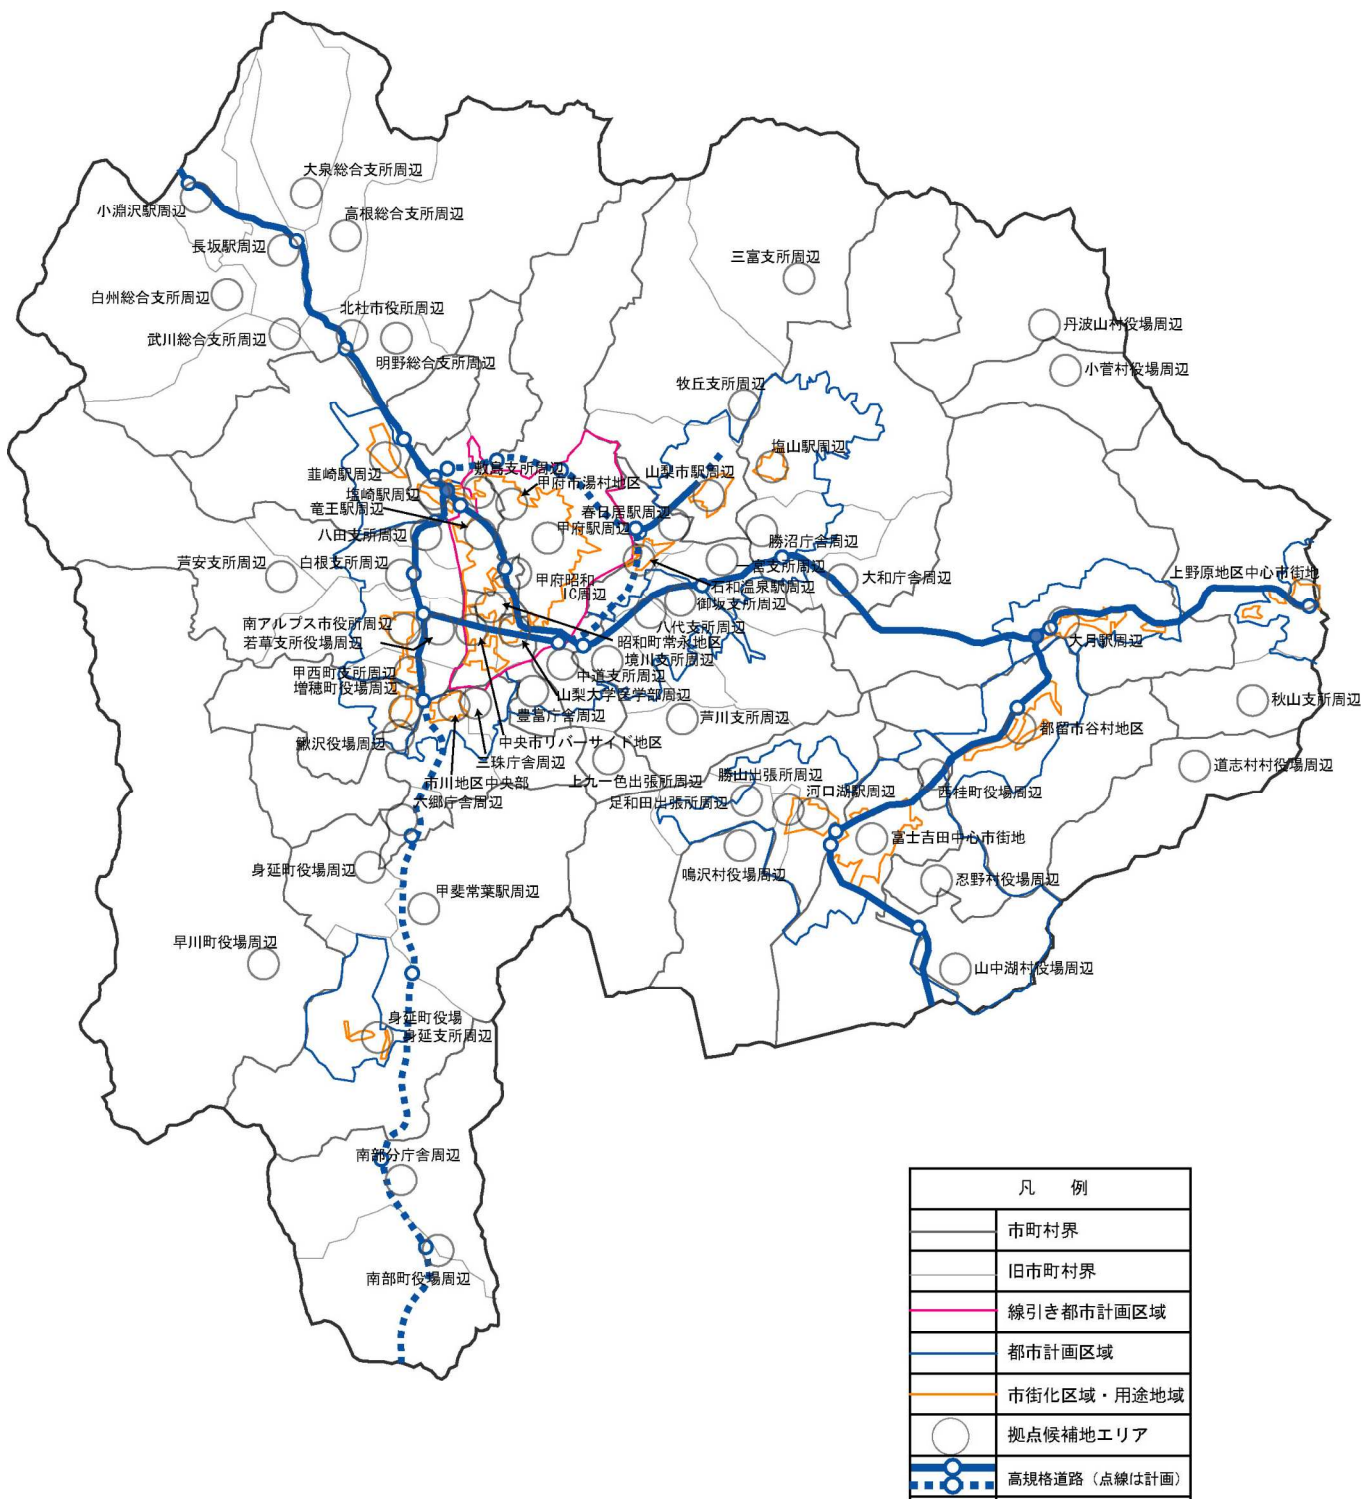 大泉総合支所周辺
小淵沢駅周辺
高根総合支所周辺
長坂駅周辺
三富支所周辺
白州総合支所周辺
北杜市役所周辺
武川総合支所周辺
丹波山村役場周辺
明野総合支所周辺
小菅村役場周辺
牧丘支所周辺
塩山駅周辺
韮崎駅周辺
敷島支所周辺
山梨市駅周辺
甲府市湯村地区
塩崎駅周辺
竜王駅周辺
春日居駅周辺
甲府駅周辺
八田支所周辺
勝沼庁舎周辺
芦安支所周辺
白根支所周辺
一宮支所周辺
大和庁舎周辺
上野原地区中心市街地
甲府昭和
IC周辺
石和温泉駅周辺
御坂支所周辺
南アルプス市役所周辺
八代支所周辺
若草支所役場周辺
昭和町常永地区
大月駅周辺
境川支所周辺
甲西町支所周辺
中道支所周辺
増穂町役場周辺
山梨大学医学部周辺
秋山支所周辺
豊富庁舎周辺
芦川支所周辺
都留市谷村地区
鰍沢役場周辺
中央市リバーサイド地区
三珠庁舎周辺
道志村村役場周辺
市川地区中央部
上九一色出張所周辺
勝山出張所周辺
西桂町役場周辺
六郷庁舎周辺
足和田出張所周辺
河口湖駅周辺
富士吉田中心市街地
身延町役場周辺
鳴沢村役場周辺
忍野村役場周辺
甲斐常葉駅周辺
早川町役場周辺
山中湖村役場周辺
身延町役場
身延支所周辺
南部分庁舎周辺
南部町役場周辺
凡 例
市町村界
旧市町村界
線引き都市計画区域
都市計画区域
市街化区域・用途地域
拠点候補地エリア
高規格道路（点線は計画）